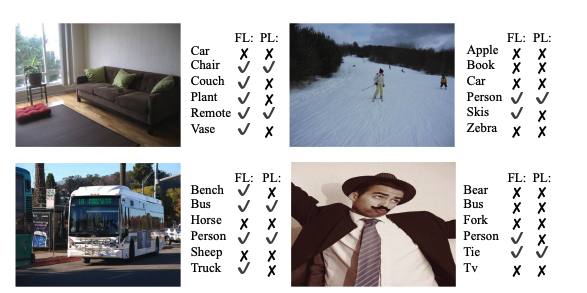 FL: PL:
Car ✗ ✗
Chair ✓ ✓
Couch ✓ ✗
Plant ✓ ✗
Remote ✓ ✓
Vase ✓ ✗
FL: PL:
Apple ✗ ✗
Book ✗ ✗
Car ✗ ✗
Person ✓ ✓
Skis ✓ ✗
Zebra ✗ ✗
FL: PL:
Bench ✓ ✗
Bus ✓ ✓
Horse ✗ ✗
Person ✓ ✓
Sheep ✗ ✗
Truck ✓ ✗
FL: PL:
Bear ✗ ✗
Bus ✗ ✗
Fork ✗ ✗
Person ✓ ✗
Tie ✓ ✓
Tv ✗ ✗